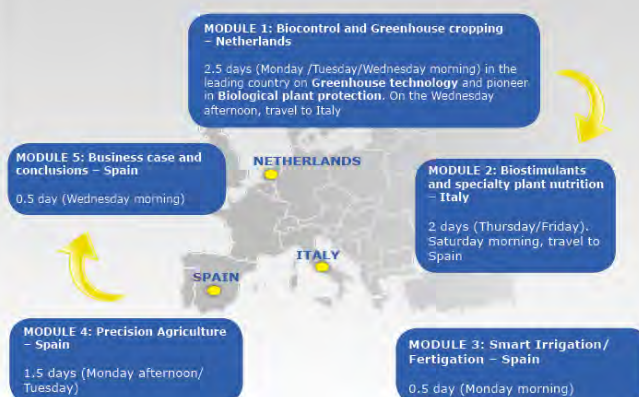 MODULE 1: Biocontrol and Greenhouse cropping
– Netherlands
2.5 days (Monday /Tuesday/Wednesday morning) in the
leading country on Greenhouse technology and pioneer
in Biological plant protection. On the Wednesday
afternoon, travel to Italy
MODULE 5: Business case and
conclusions – Spain
0.5 day (Wednesday morning)
NETHERLANDS
MODULE 2: Biostimulants
and specialty plant nutrition
– Italy
2 days (Thursday/Friday).
Saturday morning, travel to
Spain
ITALY
SPAIN
MODULE 4: Precision Agriculture
– Spain
1.5 days (Monday afternoon/
Tuesday)
MODULE 3: Smart Irrigation/
Fertigation – Spain
0.5 day (Monday morning)